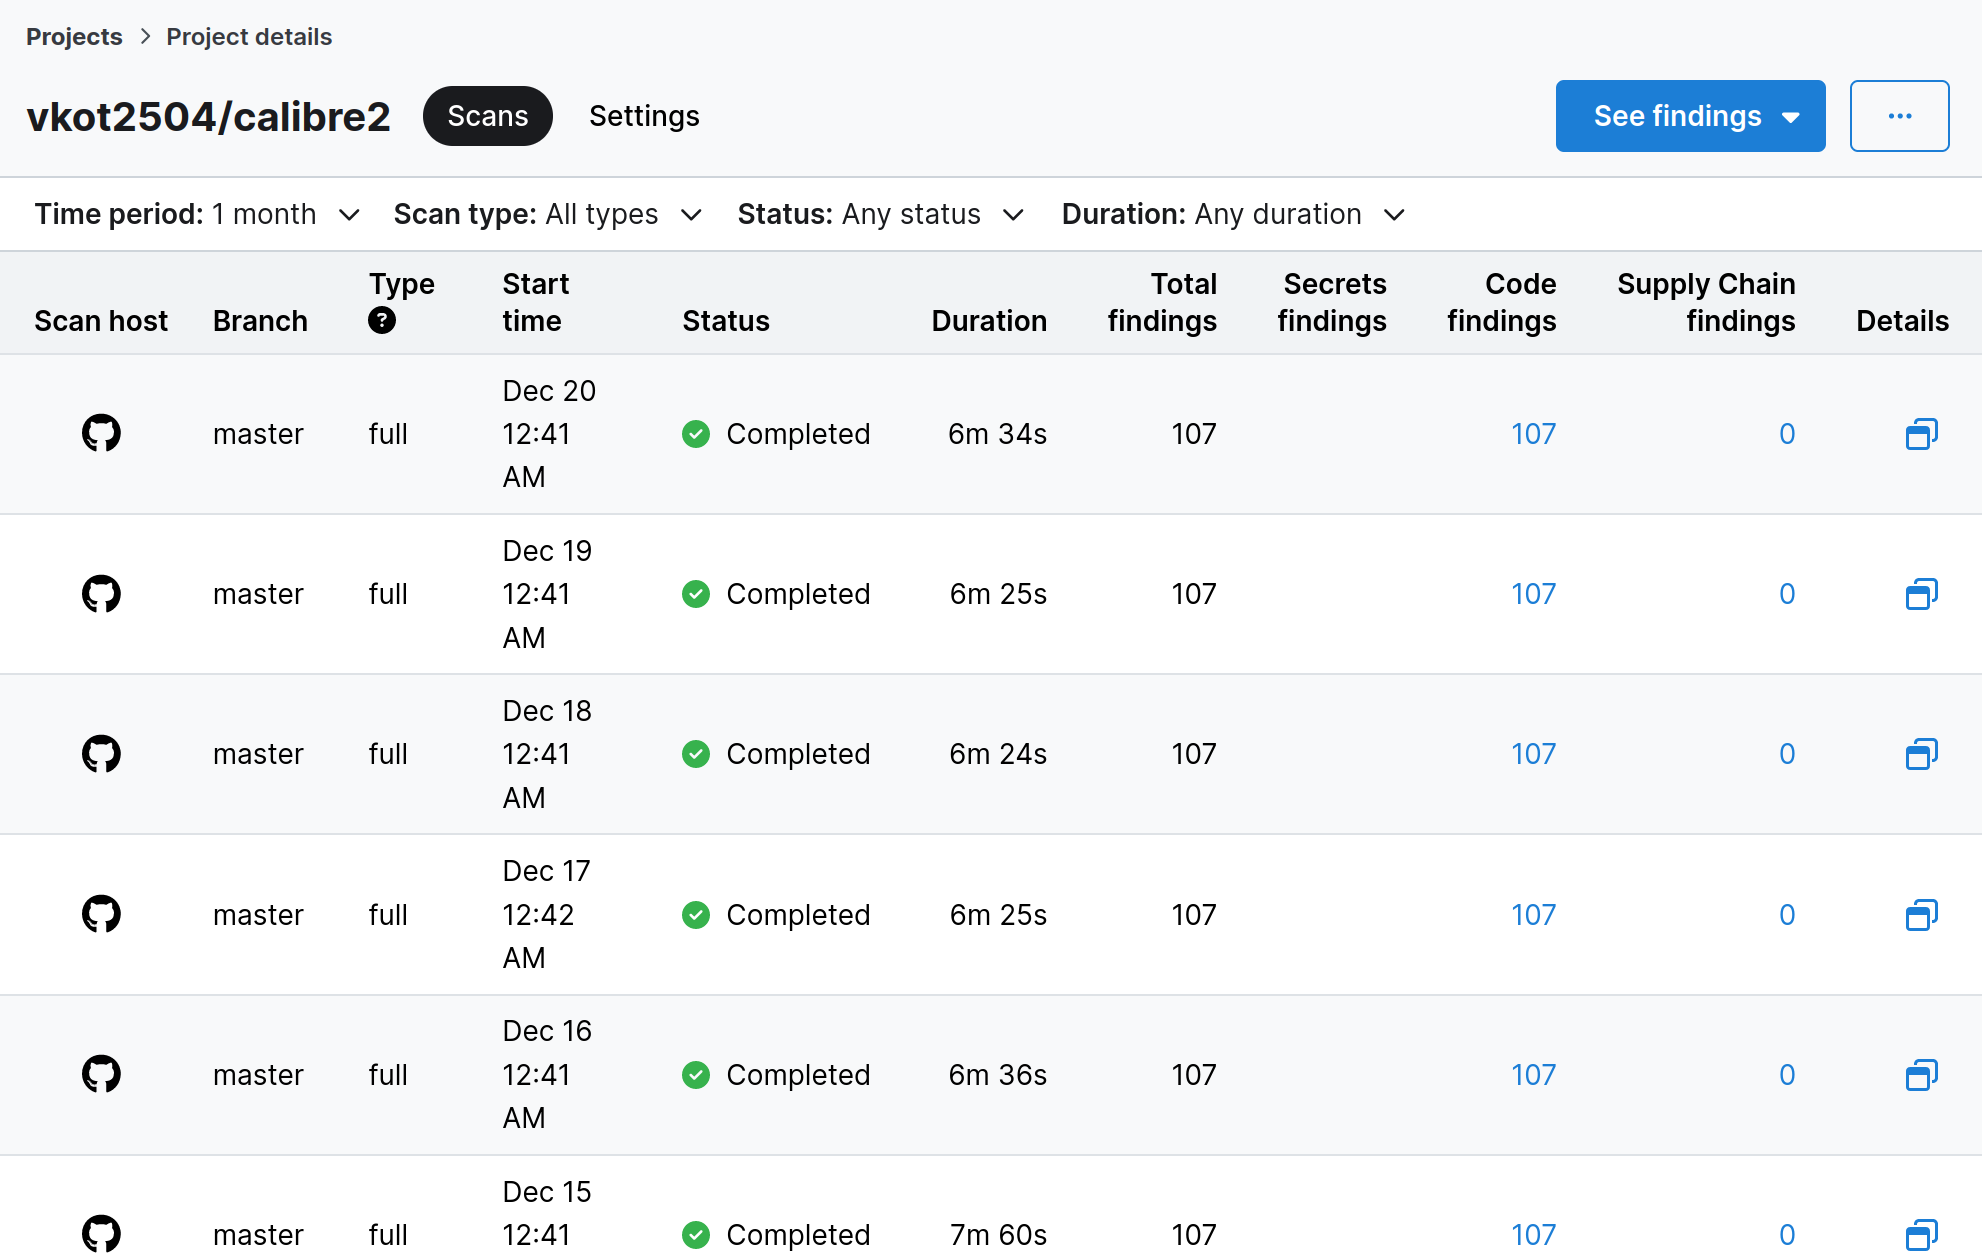 Projects > Project details
vkot2504/calibre2 Scans Settings See findings ...
Time period: 1 month Scan type: All types Status: Any status Duration: Any duration
Scan host Branch Type ? Start time Status Duration Total findings Secrets findings Code findings Supply Chain findings Details
master full Dec 20 12:41 AM Completed 6m 34s 107 107 0
master full Dec 19 12:41 AM Completed 6m 25s 107 107 0
master full Dec 18 12:41 AM Completed 6m 24s 107 107 0
master full Dec 17 12:42 AM Completed 6m 25s 107 107 0
master full Dec 16 12:41 AM Completed 6m 36s 107 107 0
master full Dec 15 12:41 Completed 7m 60s 107 107 0